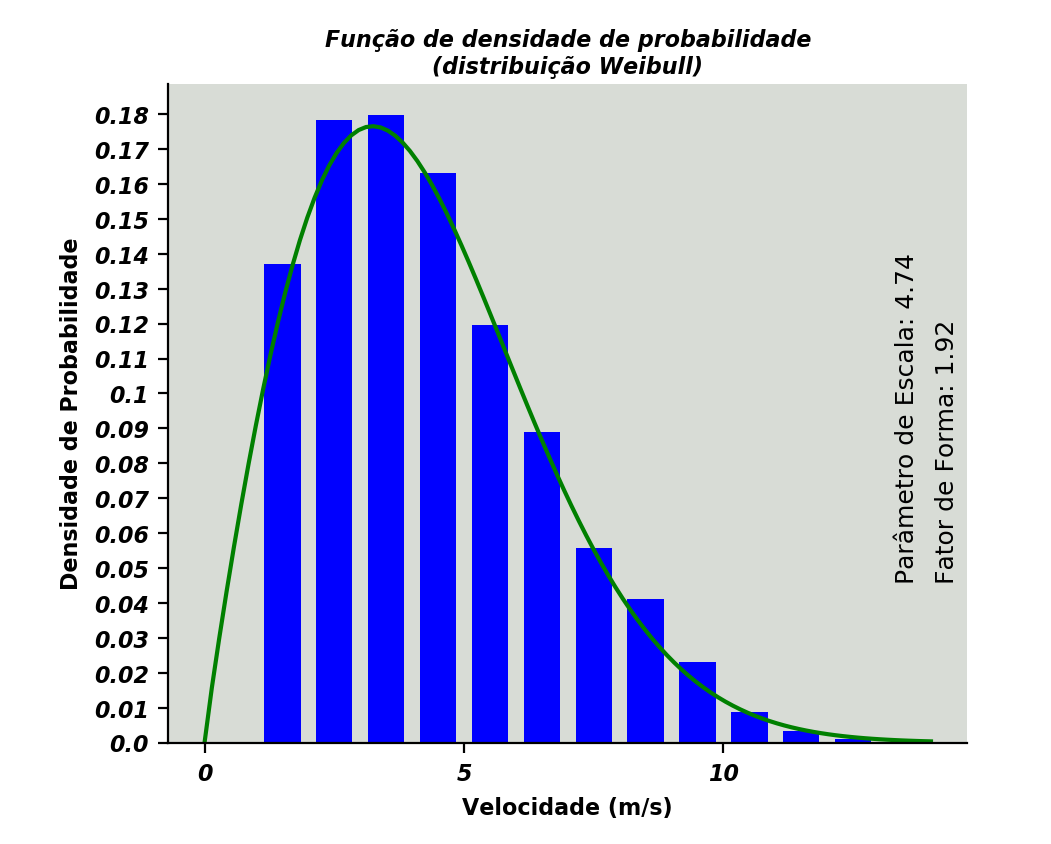 Função de densidade de probabilidade
(distribuição Weibull)
Densidade de Probabilidade
0.18
0.17
0.16
0.15
0.14
0.13
0.12
0.11
0.1
0.09
0.08
0.07
0.06
0.05
0.04
0.03
0.02
0.01
0.0
Parâmetro de Escala: 4.74
Fator de Forma: 1.92
0 5 10
Velocidade (m/s)